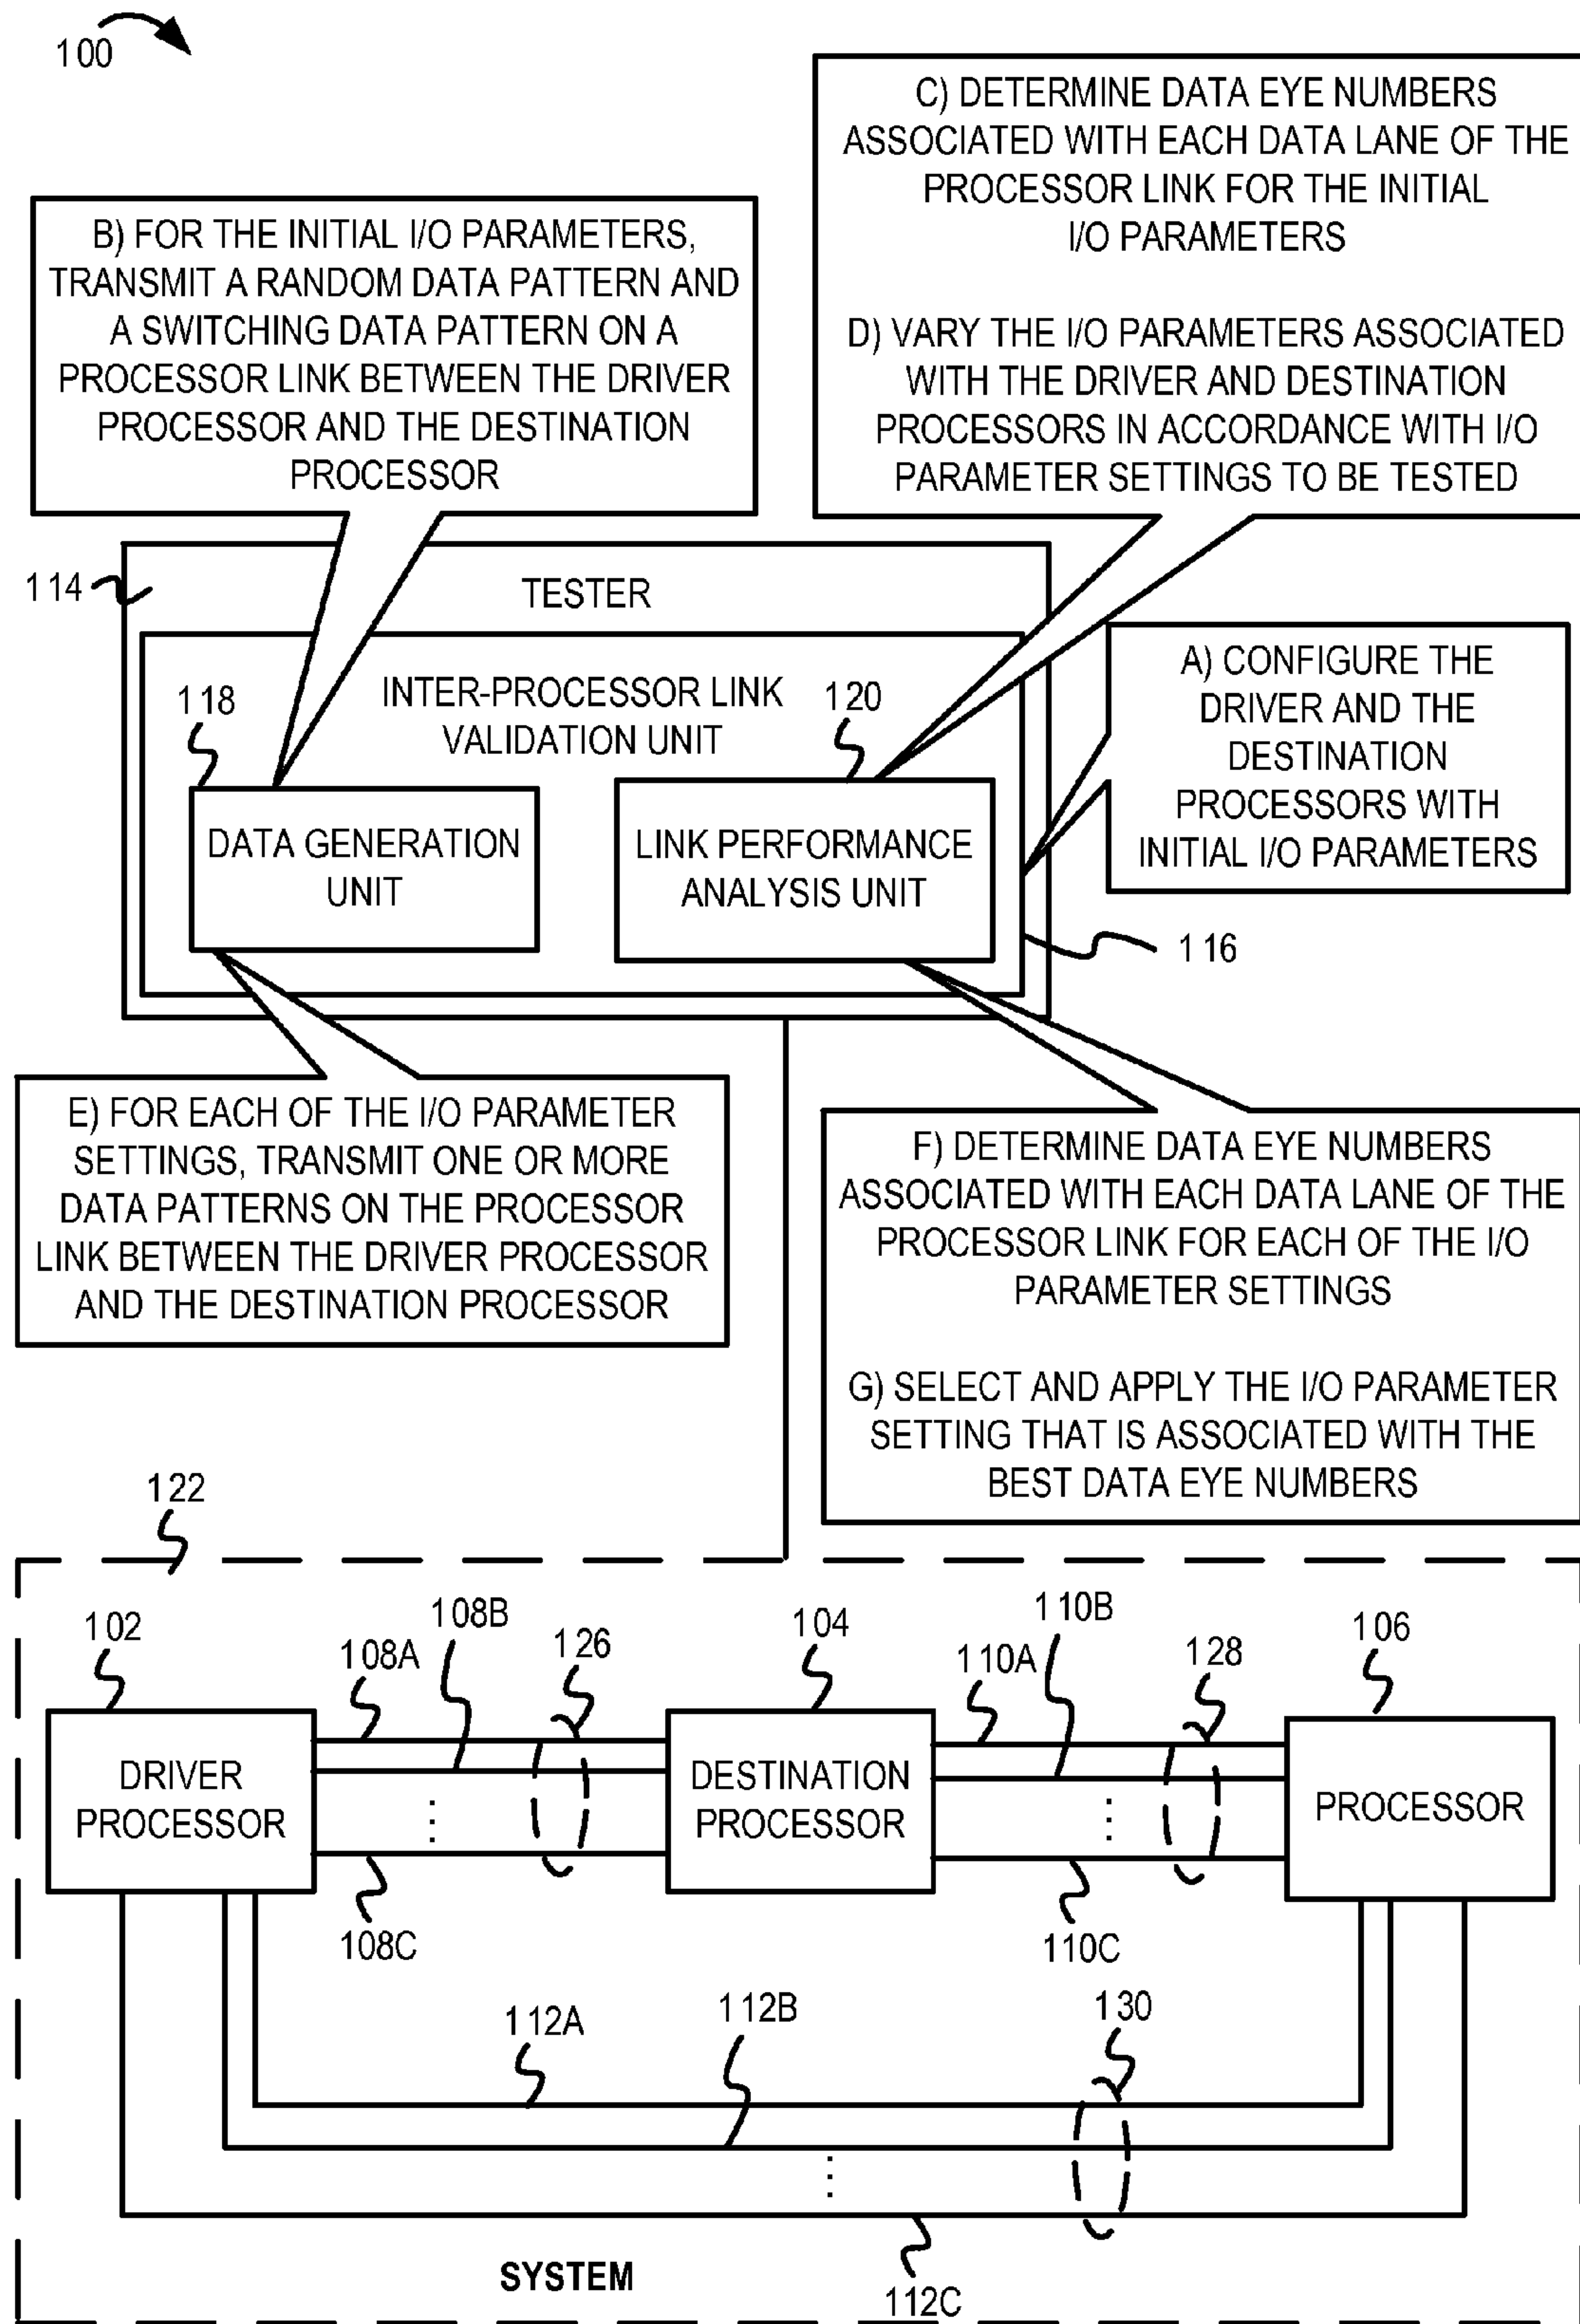 100
C) DETERMINE DATA EYE NUMBERS
ASSOCIATED WITH EACH DATA LANE OF THE
PROCESSOR LINK FOR THE INITIAL
I/O PARAMETERS
D) VARY THE I/O PARAMETERS ASSOCIATED
WITH THE DRIVER AND DESTINATION
PROCESSORS IN ACCORDANCE WITH I/O
PARAMETER SETTINGS TO BE TESTED
B) FOR THE INITIAL I/O PARAMETERS,
TRANSMIT A RANDOM DATA PATTERN AND
A SWITCHING DATA PATTERN ON A
PROCESSOR LINK BETWEEN THE DRIVER
PROCESSOR AND THE DESTINATION
PROCESSOR
114
TESTER
A) CONFIGURE THE
DRIVER AND THE
DESTINATION
PROCESSORS WITH
INITIAL I/O PARAMETERS
118
INTER-PROCESSOR LINK
VALIDATION UNIT
120
DATA GENERATION
UNIT
LINK PERFORMANCE
ANALYSIS UNIT
116
E) FOR EACH OF THE I/O PARAMETER
SETTINGS, TRANSMIT ONE OR MORE
DATA PATTERNS ON THE PROCESSOR
LINK BETWEEN THE DRIVER PROCESSOR
AND THE DESTINATION PROCESSOR
F) DETERMINE DATA EYE NUMBERS
ASSOCIATED WITH EACH DATA LANE OF THE
PROCESSOR LINK FOR EACH OF THE I/O
PARAMETER SETTINGS
G) SELECT AND APPLY THE I/O PARAMETER
SETTING THAT IS ASSOCIATED WITH THE
BEST DATA EYE NUMBERS
122
102
108A
108B
126
104
110A
110B
128
106
DRIVER
PROCESSOR
DESTINATION
PROCESSOR
PROCESSOR
108C
110C
112A
112B
130
SYSTEM
112C